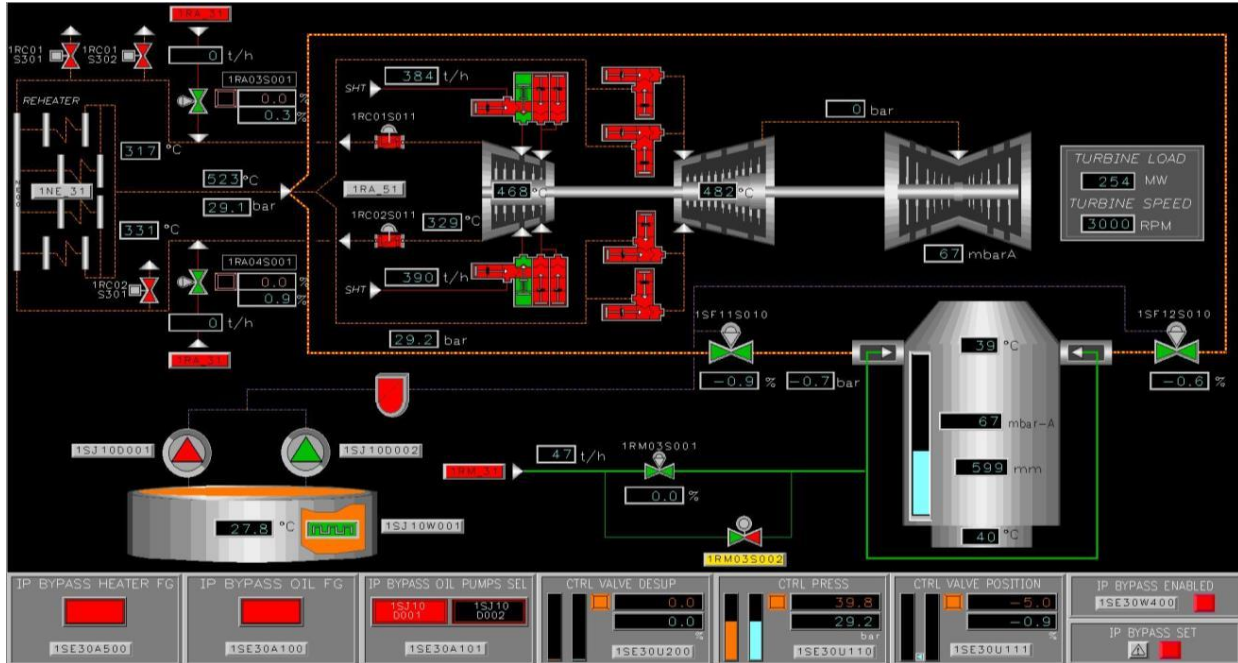 1RA_31
1RC01
S301
1RC01
S302
0 t/h
1RA03S001
0.0
0.3 %
REHEATER
317 °C
1NE_31
523 °C
29.1 bar
331 °C
1RC02
S301
1RA04S001
0.0
0.9 %
0 t/h
1RA_31
SHT 384 t/h
1RC01S011
1RA_51
1RC02S011
329 °C
SHT 390 t/h
468 °C
482 °C
0 bar
67 mbarA
TURBINE LOAD
254 MW
TURBINE SPEED
3000 RPM
29.2 bar
1SF11S010
-0.9 %
-0.7 bar
1SF12S010
-0.6 %
39 °C
67 mbar-A
599 mm
40 °C
1SJ10D001
1SJ10D002
27.8 °C
1SJ10W001
1RM_31
47 t/h
1RM03S001
0.0 %
1RM03S002
IP BYPASS HEATER FG
1SE30A500
IP BYPASS OIL FG
1SE30A100
IP BYPASS OIL PUMPS SEL
1SJ10
D001
1SJ10
D002
1SE30A101
CTRL VALVE DESUP
0.0
0.0
%
1SE30U200
CTRL PRESS
39.8
29.2
bar
1SE30U110
CTRL VALVE POSITION
-5.0
-0.9
%
1SE30U111
IP BYPASS ENABLED
1SE30W400
IP BYPASS SET